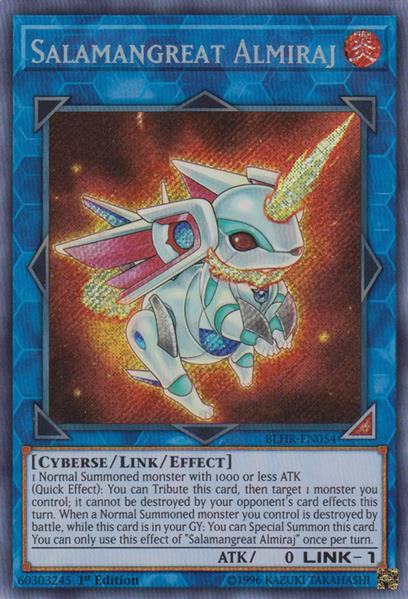 SALAMANGREAT ALMIRAJ
炎
BLHR-EN054
[CYBERSE/LINK/EFFECT]
1 Normal Summoned monster with 1000 or less ATK
(Quick Effect): You can Tribute this card, then target 1 monster you
control; it cannot be destroyed by your opponent's card effects this
turn. When a Normal Summoned monster you control is destroyed by
battle, while this card is in your GY: You can Special Summon this card.
You can only use this effect of "Salamangreat Almiraj" once per turn.
ATK/ 0 LINK-1
60303245 1st Edition ©1996 KAZUKI TAKAHASHI